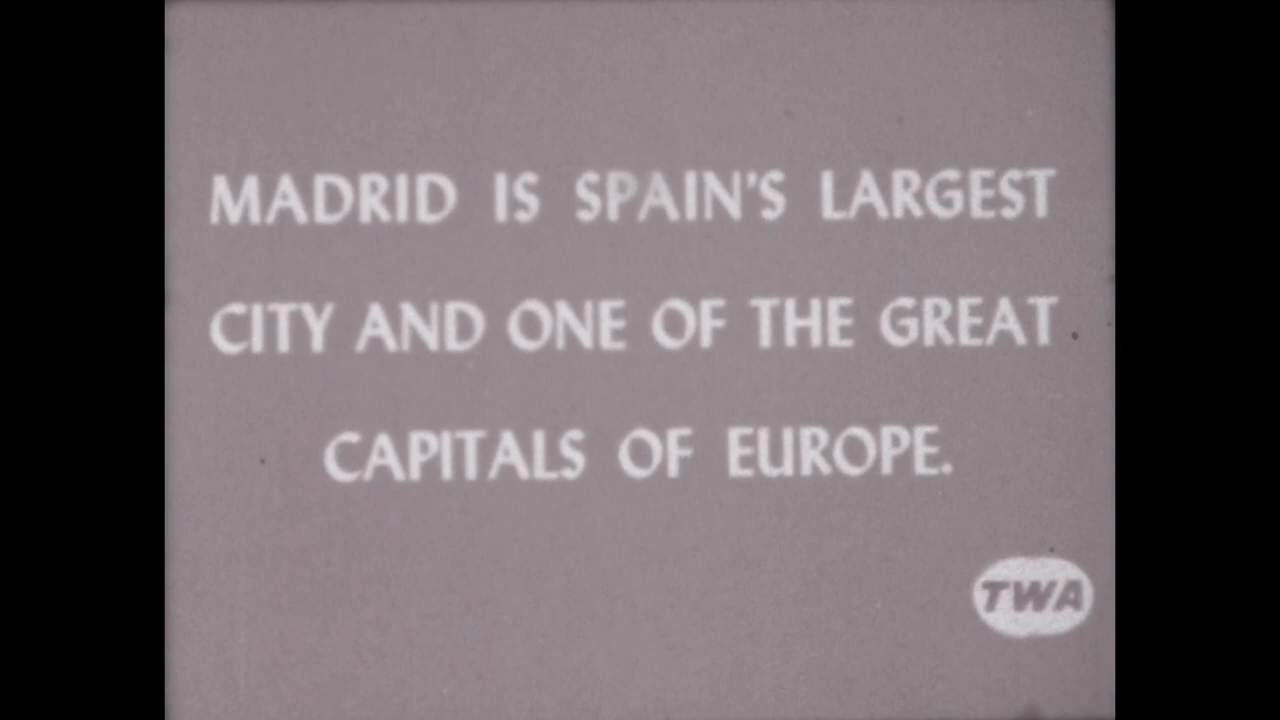 MADRID IS SPAIN'S LARGEST
CITY AND ONE OF THE GREAT
CAPITALS OF EUROPE.
TWA